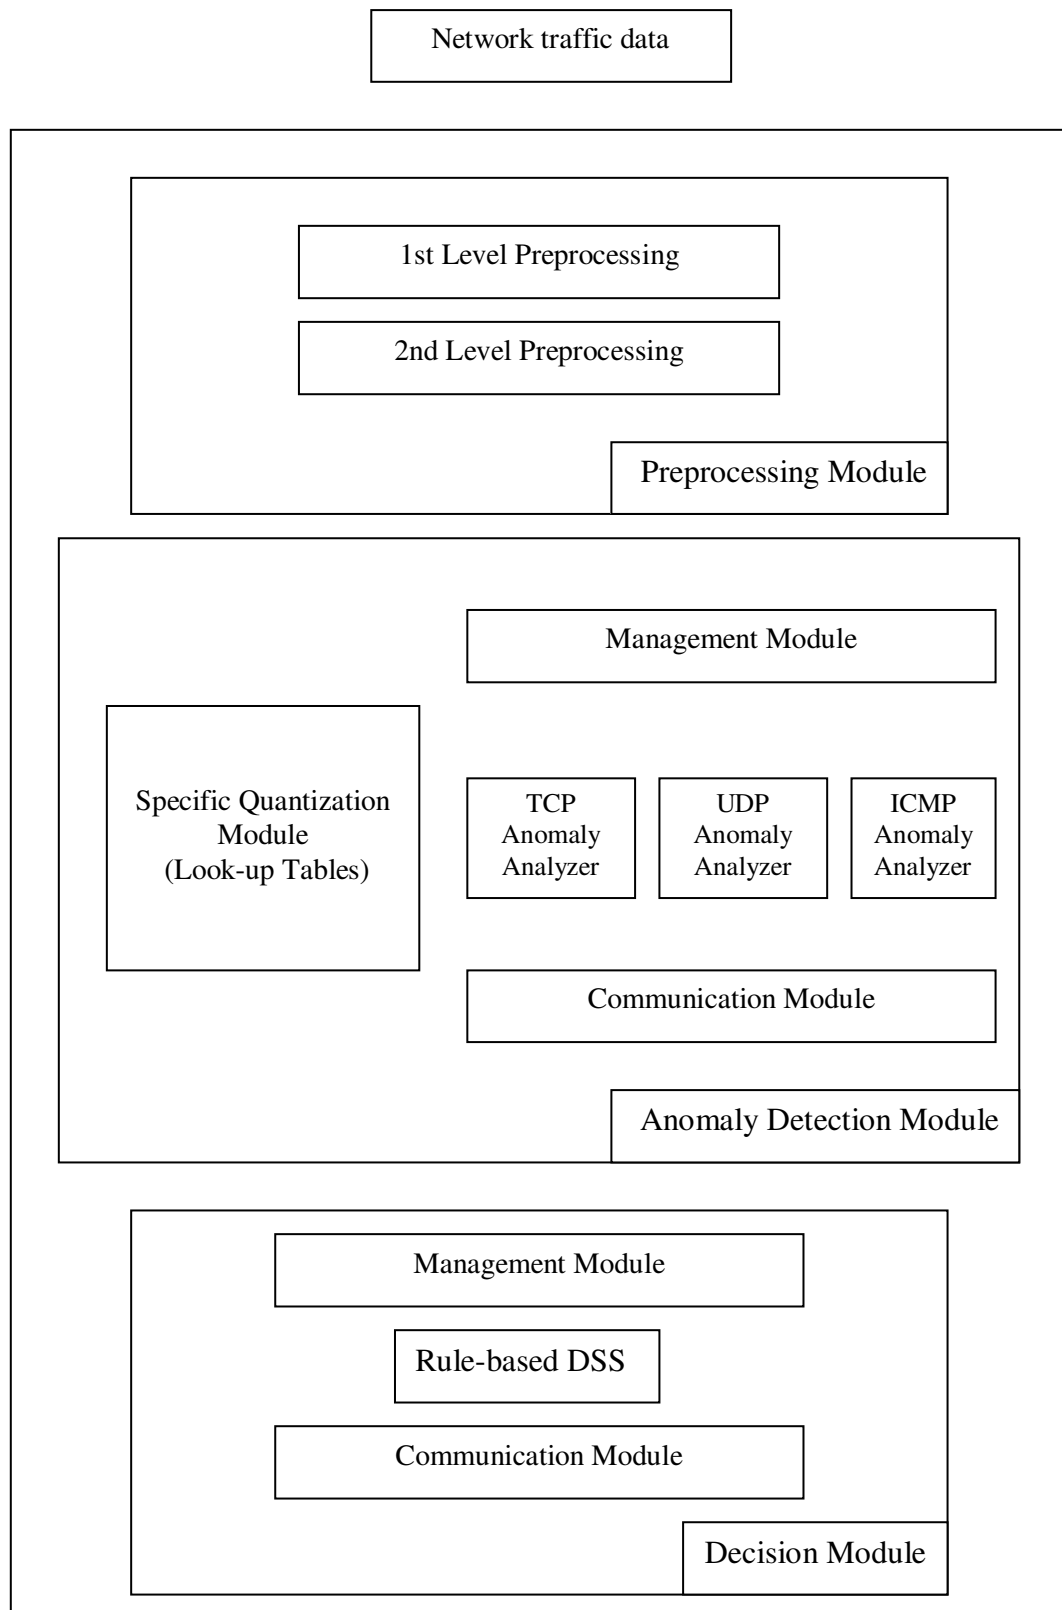 Network traffic data
1st Level Preprocessing
2nd Level Preprocessing
Preprocessing Module
Management Module
Specific Quantization
Module
(Look-up Tables)
TCP
Anomaly
Analyzer
UDP
Anomaly
Analyzer
ICMP
Anomaly
Analyzer
Communication Module
Anomaly Detection Module
Management Module
Rule-based DSS
Communication Module
Decision Module